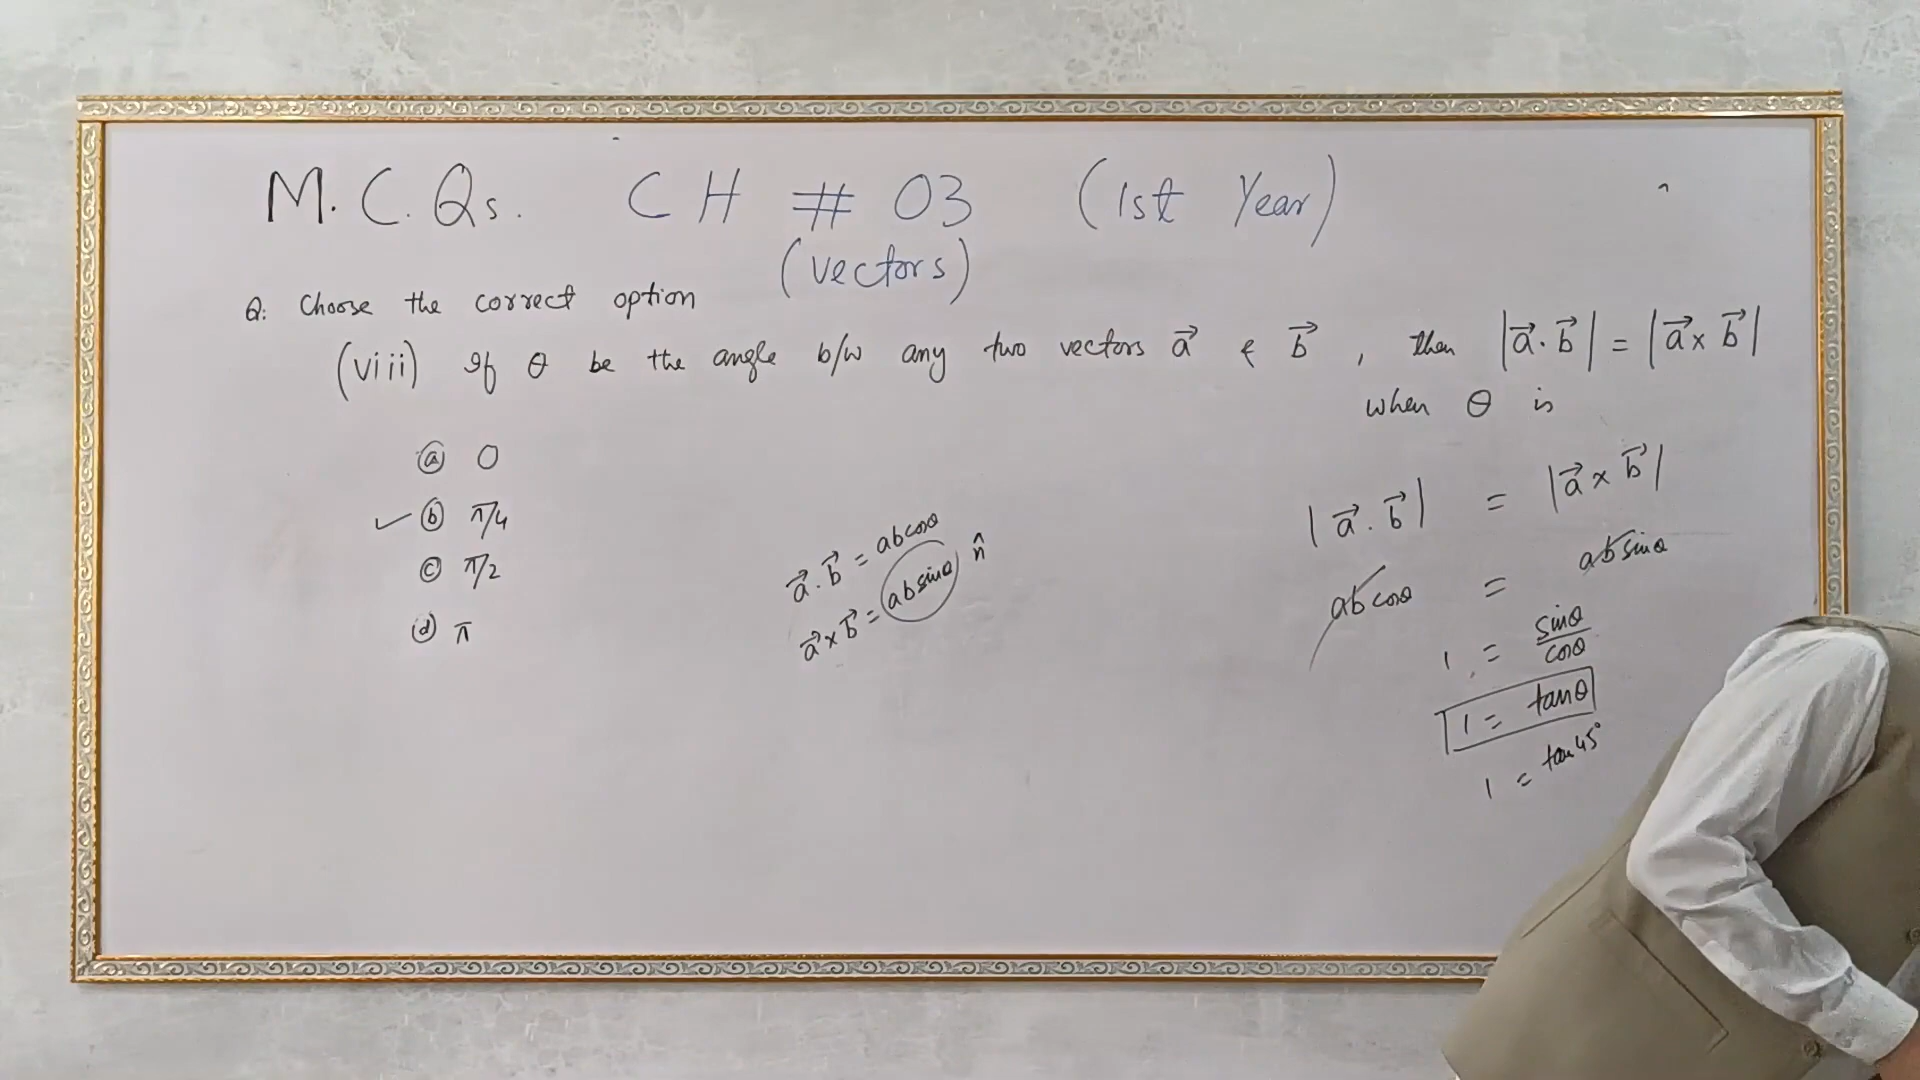 M.C.Qs. CH # 03 (1st Year)
(vectors)
Q: Choose the correct option
(viii) If θ be the angle b/w any two vectors a⃗ & b⃗ , then |a⃗.b⃗| = |a⃗×b⃗|
when θ is
ⓐ 0
✓ ⓑ π/4
ⓒ π/2
ⓓ π
a⃗.b⃗ = abcosθ
a⃗×b⃗ = absinθ n̂
|a⃗.b⃗| = |a⃗×b⃗|
abcosθ = absinθ
1 = sinθ/cosθ
1 = tanθ
1 = tan45°